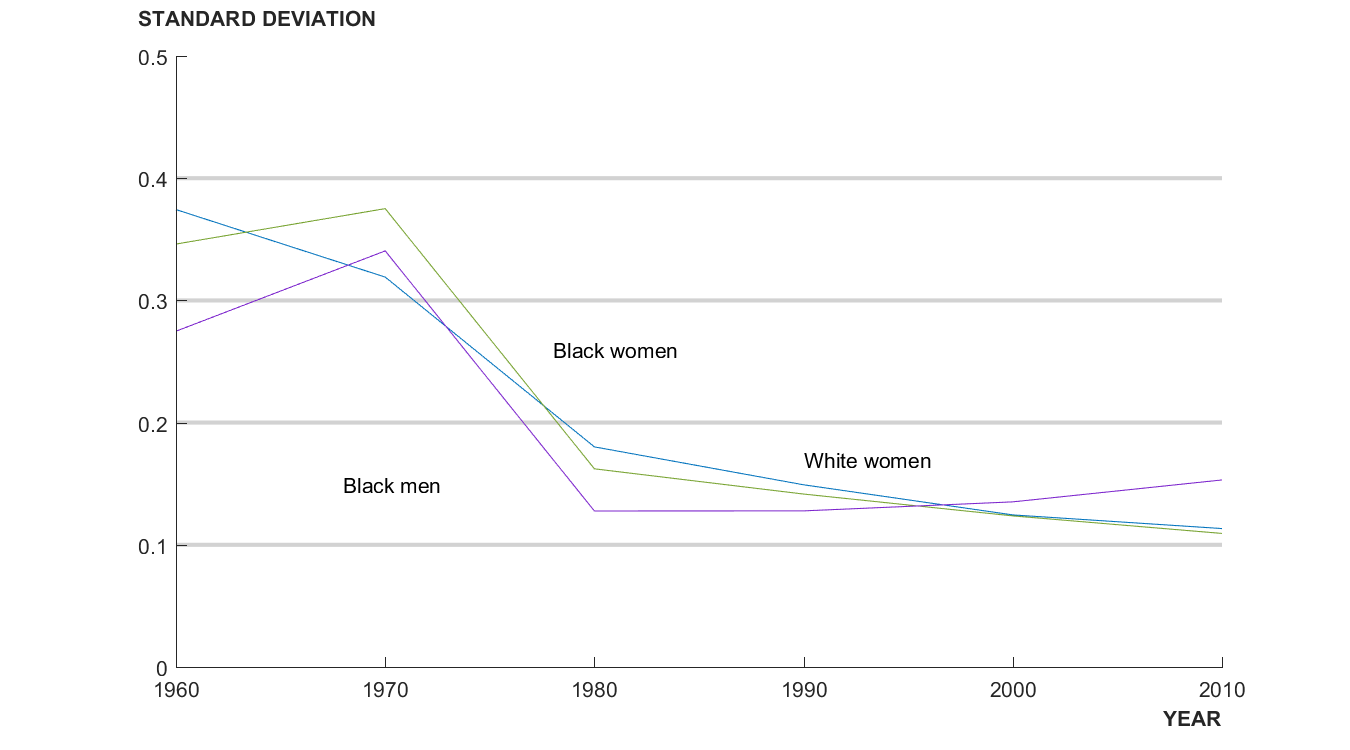 STANDARD DEVIATION
0.5
0.4
0.3
Black women
0.2
White women
Black men
0.1
0
1960 1970 1980 1990 2000 2010
YEAR